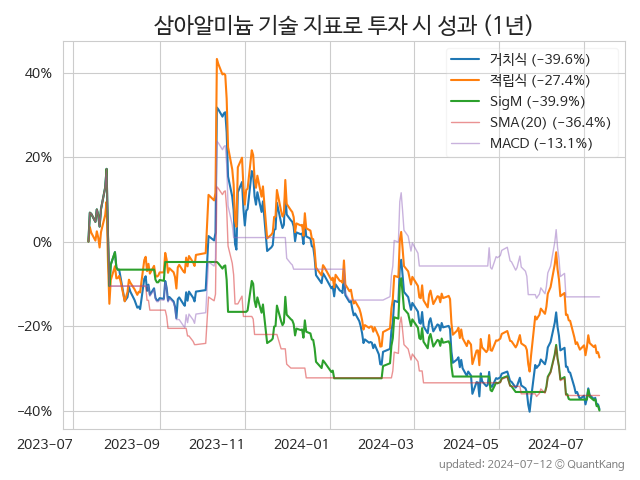 삼아알미늄 기술 지표로 투자 시 성과 (1년)
거치식 (−39.6%)
적립식 (−27.4%)
SigM (−39.9%)
SMA(20) (−36.4%)
MACD (−13.1%)
40%
20%
0%
−20%
−40%
2023-07
2023-09
2023-11
2024-01
2024-03
2024-05
2024-07
updated: 2024-07-12 ⓒ QuantKang